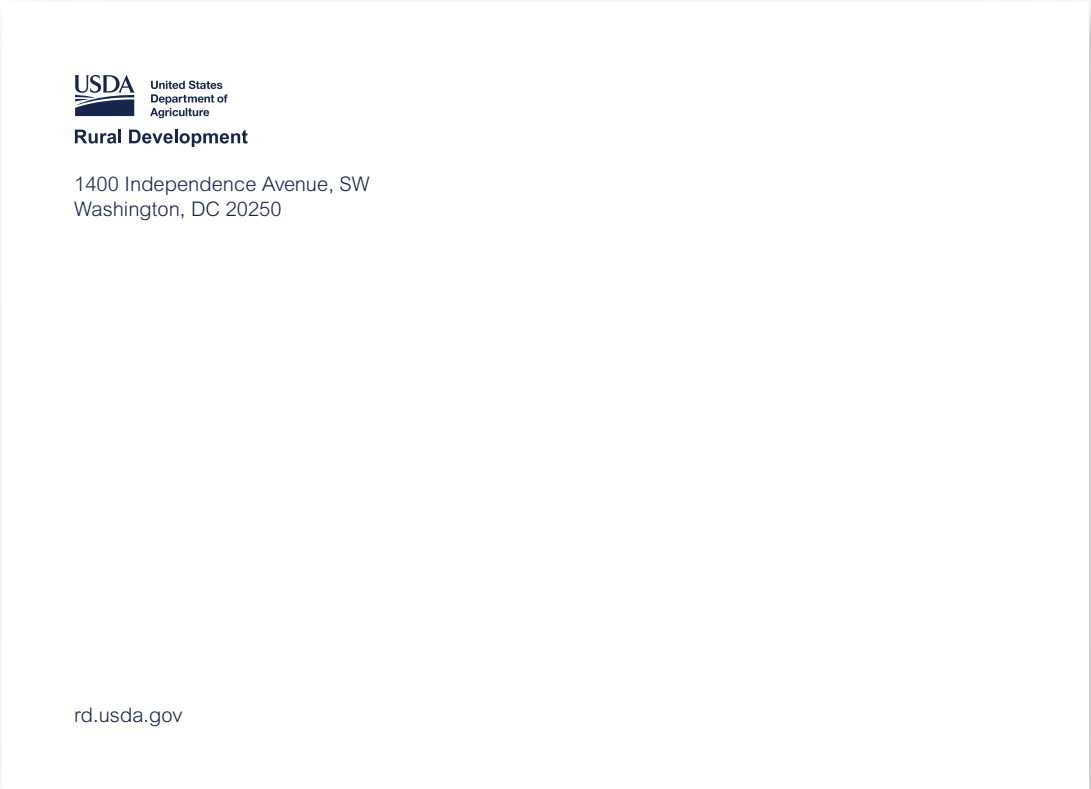 USDA
United States
Department of
Agriculture
Rural Development
1400 Independence Avenue, SW
Washington, DC 20250
rd.usda.gov